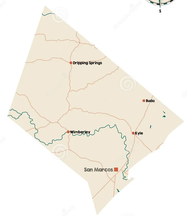 Dripping Springs
Buda
Wimberley
Kyle
San Marcos